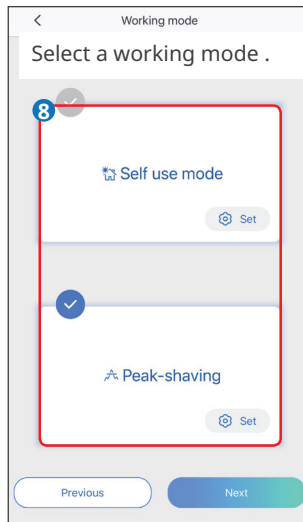 Working mode
Select a working mode .
8
Self use mode
Set
Peak-shaving
Set
Previous
Next